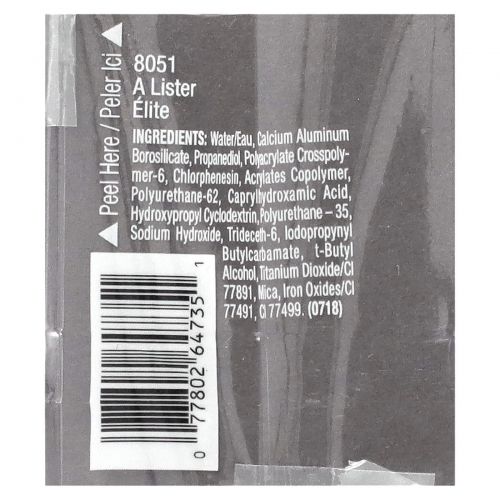 ▲ Peel Here / Peler Ici ▲
8051
A Lister
Élite
INGREDIENTS: Water/Eau, Calcium Aluminum
Borosilicate, Propanediol, Polyacrylate Crosspoly-
mer-6, Chlorphenesin, Acrylates Copolymer,
Polyurethane-62, Caprylhydroxamic Acid,
Hydroxypropyl Cyclodextrin, Polyurethane – 35,
Sodium Hydroxide, Trideceth-6, Iodopropynyl
Butylcarbamate, t-Butyl
Alcohol, Titanium Dioxide/CI
77891, Mica, Iron Oxides/CI
77491, CI 77499. (0718)
0 77802 64735 1